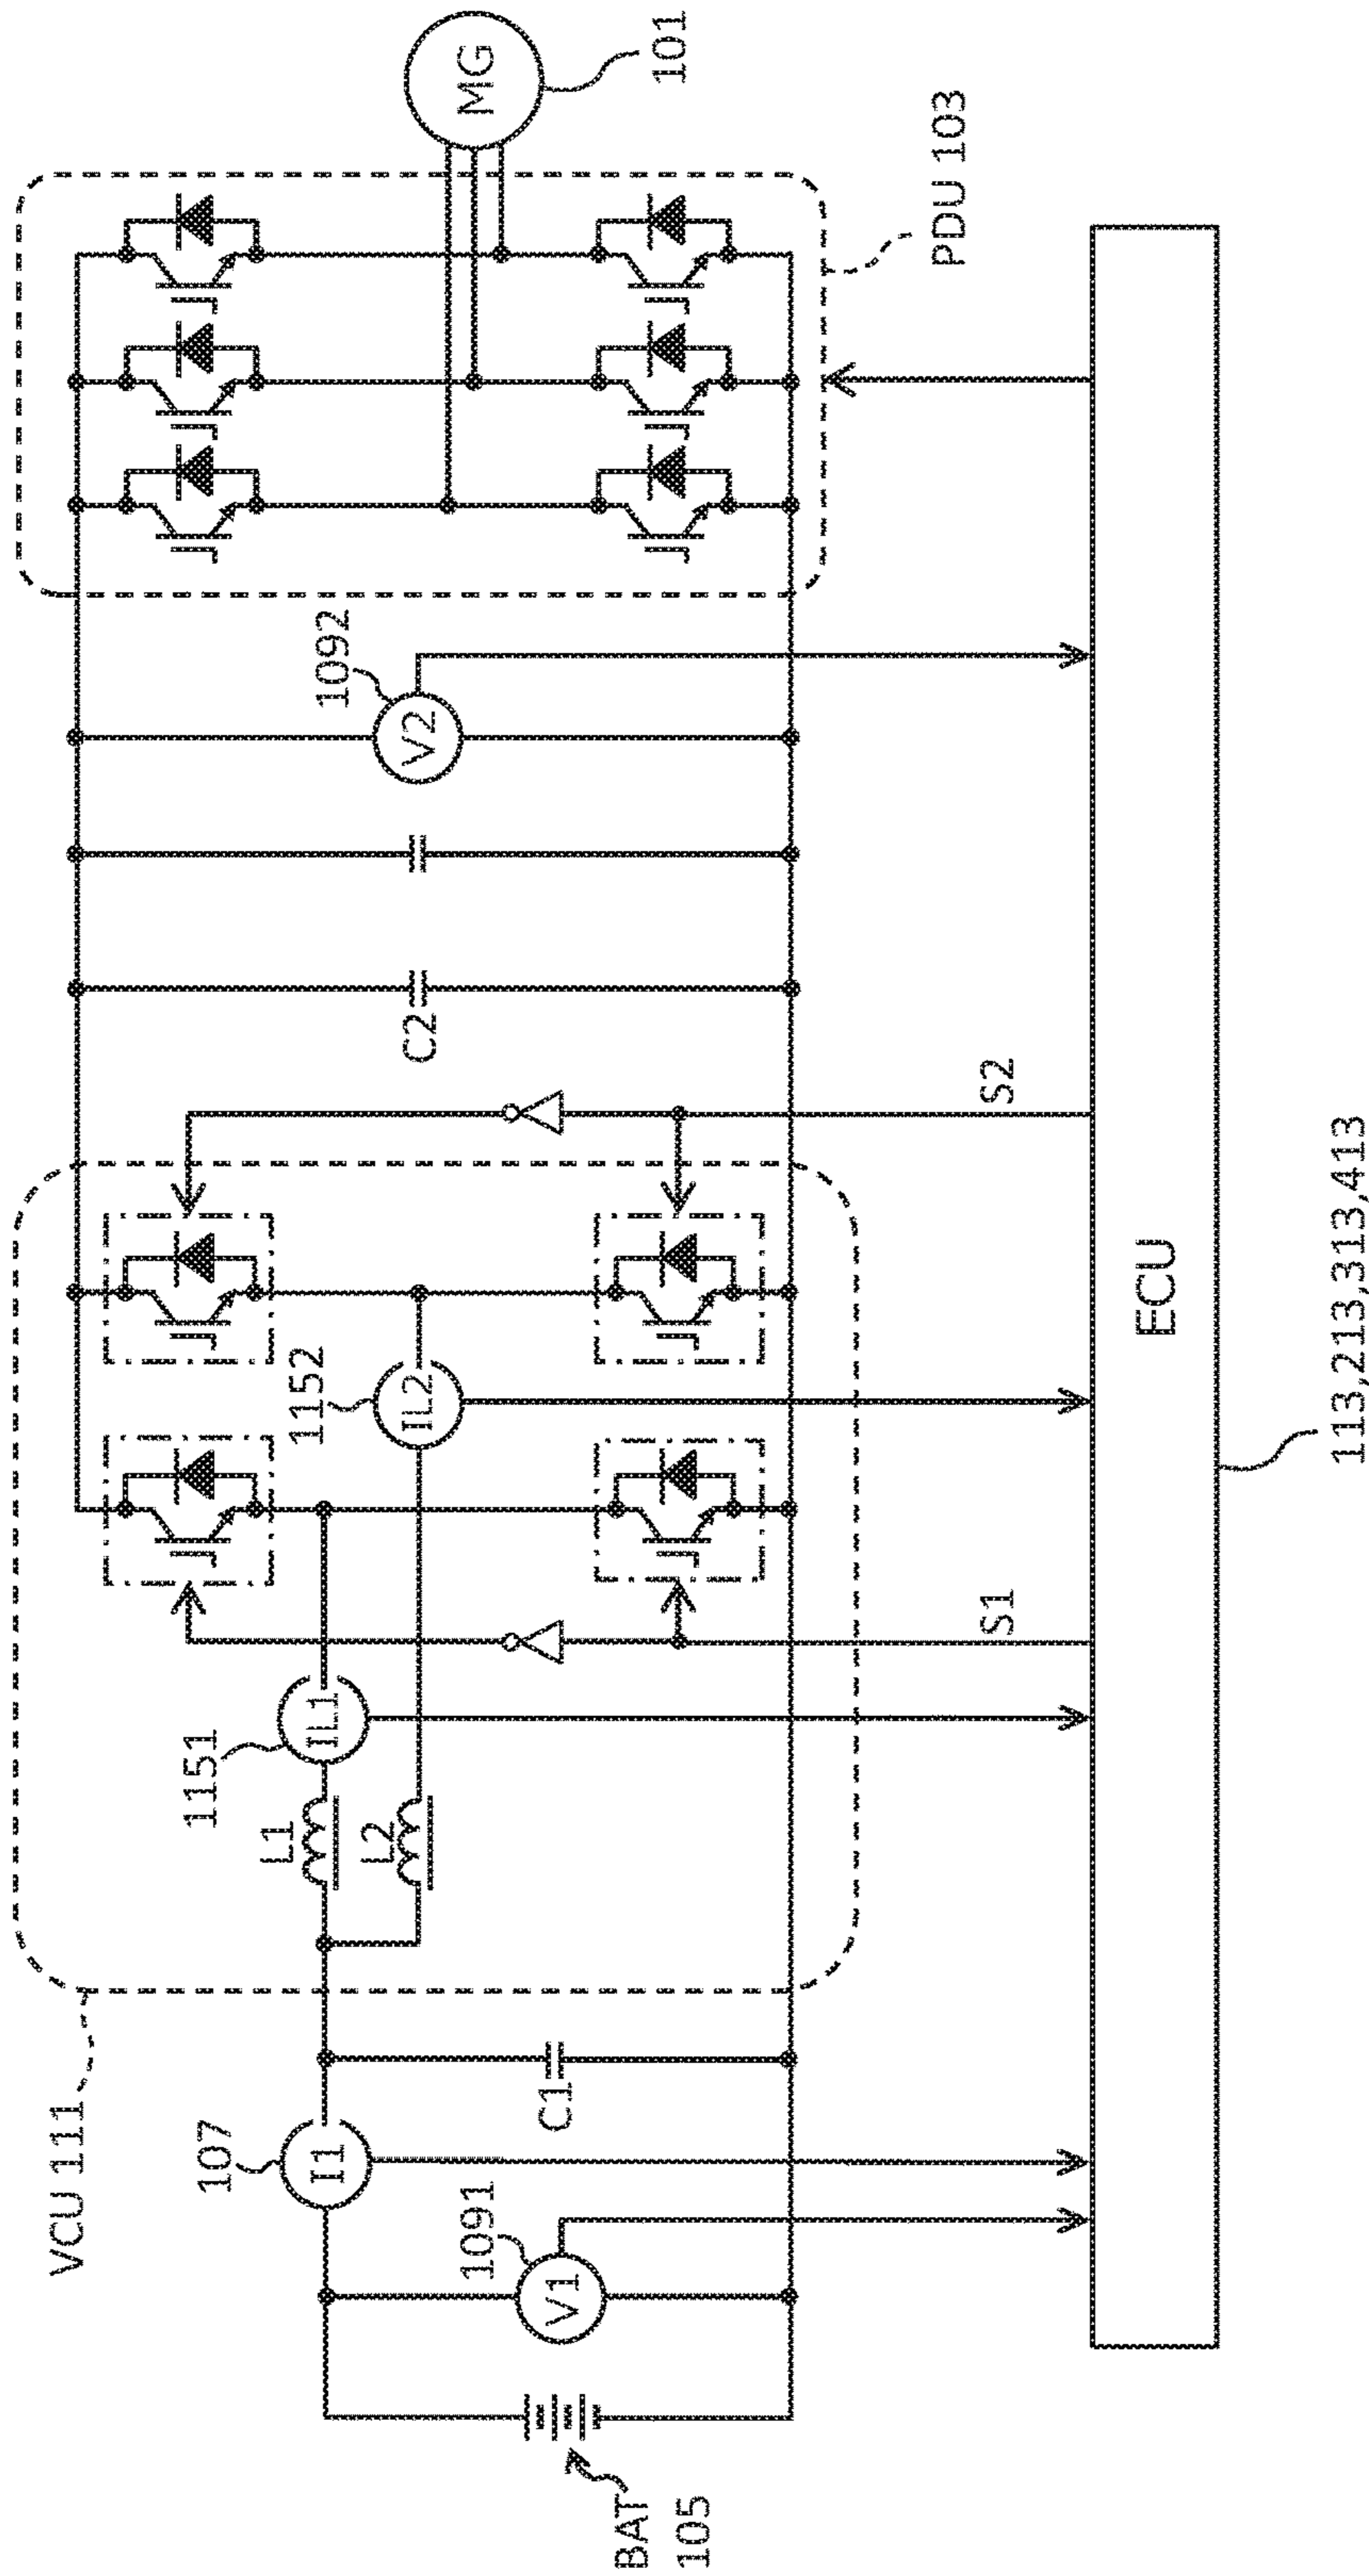 VCU 111
107
1151
L1
L2
IL1
1152
IL2
1092
V2
C2
MG
101
PDU 103
I1
C1
1091
V1
BAT
105
S1
S2
ECU
113,213,313,413